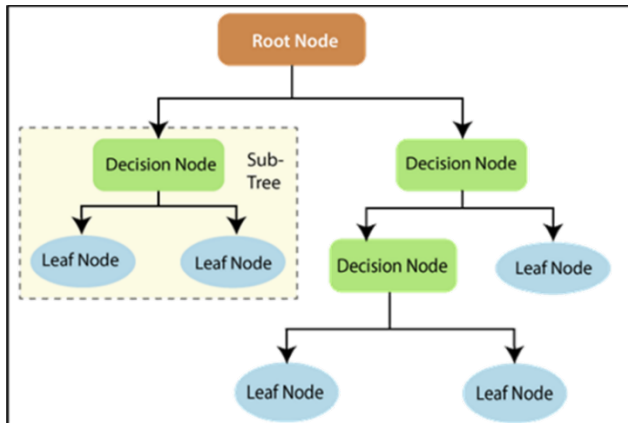 Root Node
Decision Node
Sub-
Tree
Decision Node
Leaf Node
Leaf Node
Decision Node
Leaf Node
Leaf Node
Leaf Node